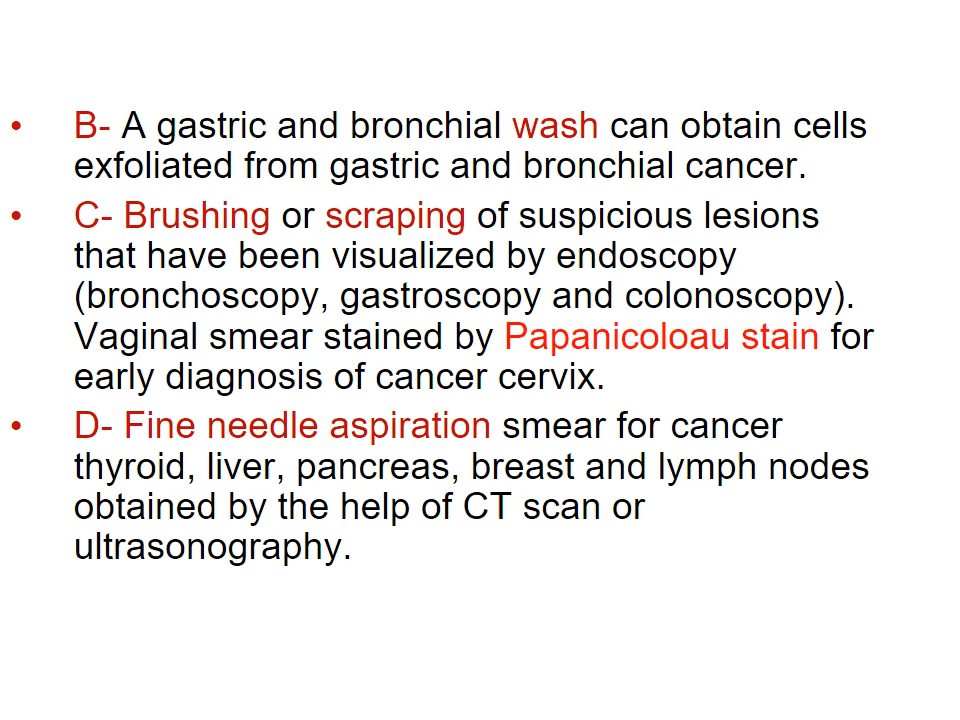 • B- A gastric and bronchial wash can obtain cells
exfoliated from gastric and bronchial cancer.
• C- Brushing or scraping of suspicious lesions
that have been visualized by endoscopy
(bronchoscopy, gastroscopy and colonoscopy).
Vaginal smear stained by Papanicoloau stain for
early diagnosis of cancer cervix.
• D- Fine needle aspiration smear for cancer
thyroid, liver, pancreas, breast and lymph nodes
obtained by the help of CT scan or
ultrasonography.